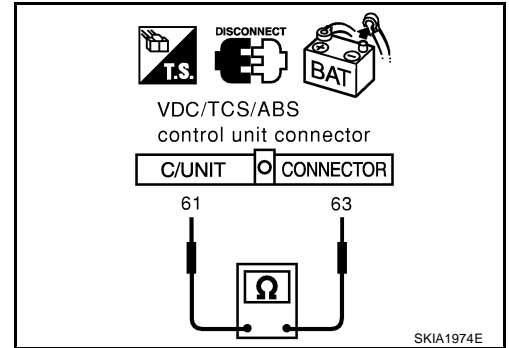 DISCONNECT
T.S.
BAT
VDC/TCS/ABS
control unit connector
C/UNIT CONNECTOR
61 63
Ω
SKIA1974E